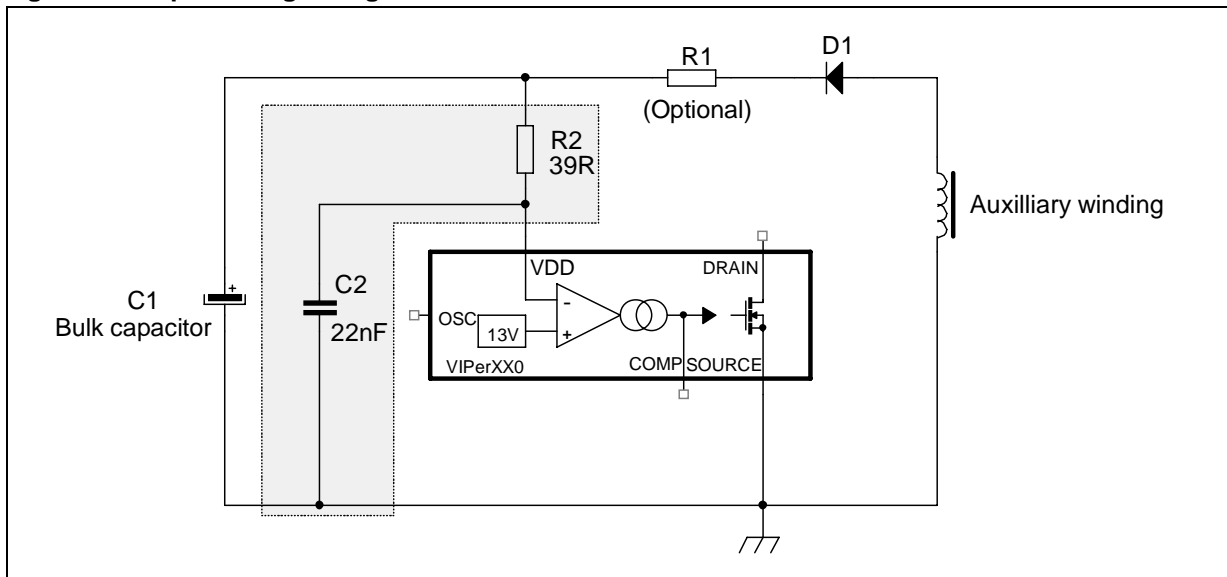 R1
D1
(Optional)
R2
39R
Auxilliary winding
VDD
DRAIN
C2
22nF
C1
Bulk capacitor
+
-
+
OSC
13V
VIPerXX0
COMP
SOURCE